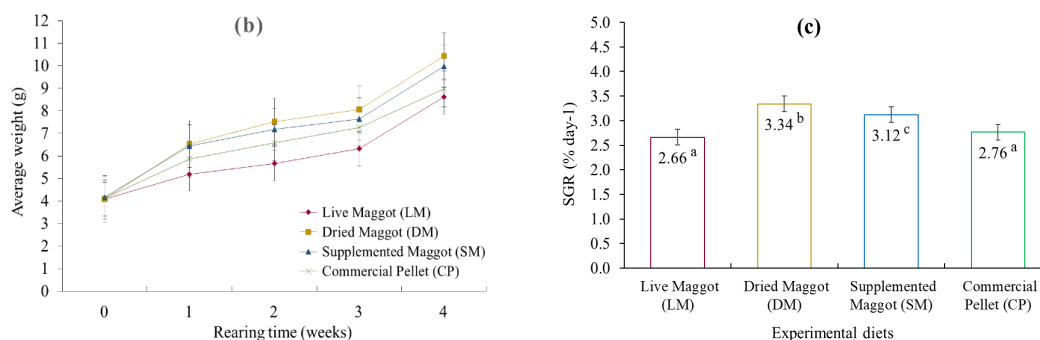 (b)
12
11
10
9
8
7
6
5
4
3
2
1
0
Average weight (g)
Live Maggot (LM)
Dried Maggot (DM)
Supplemented Maggot (SM)
Commercial Pellet (CP)
0 1 2 3 4
Rearing time (weeks)
(c)
5.0
4.5
4.0
3.5
3.0
2.5
2.0
1.5
1.0
0.5
0.0
SGR (% day-1)
2.66 a
3.34 b
3.12 c
2.76 a
Live Maggot
(LM)
Dried Maggot
(DM)
Supplemented
Maggot (SM)
Commercial
Pellet (CP)
Experimental diets